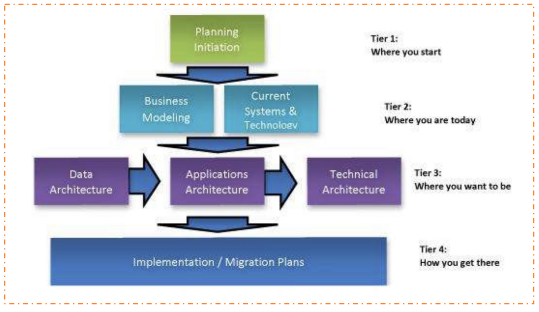 Planning
Initiation
Tier 1:
Where you start
Business
Modeling
Current
Systems &
Technology
Tier 2:
Where you are today
Data
Architecture
Applications
Architecture
Technical
Architecture
Tier 3:
Where you want to be
Implementation / Migration Plans
Tier 4:
How you get there